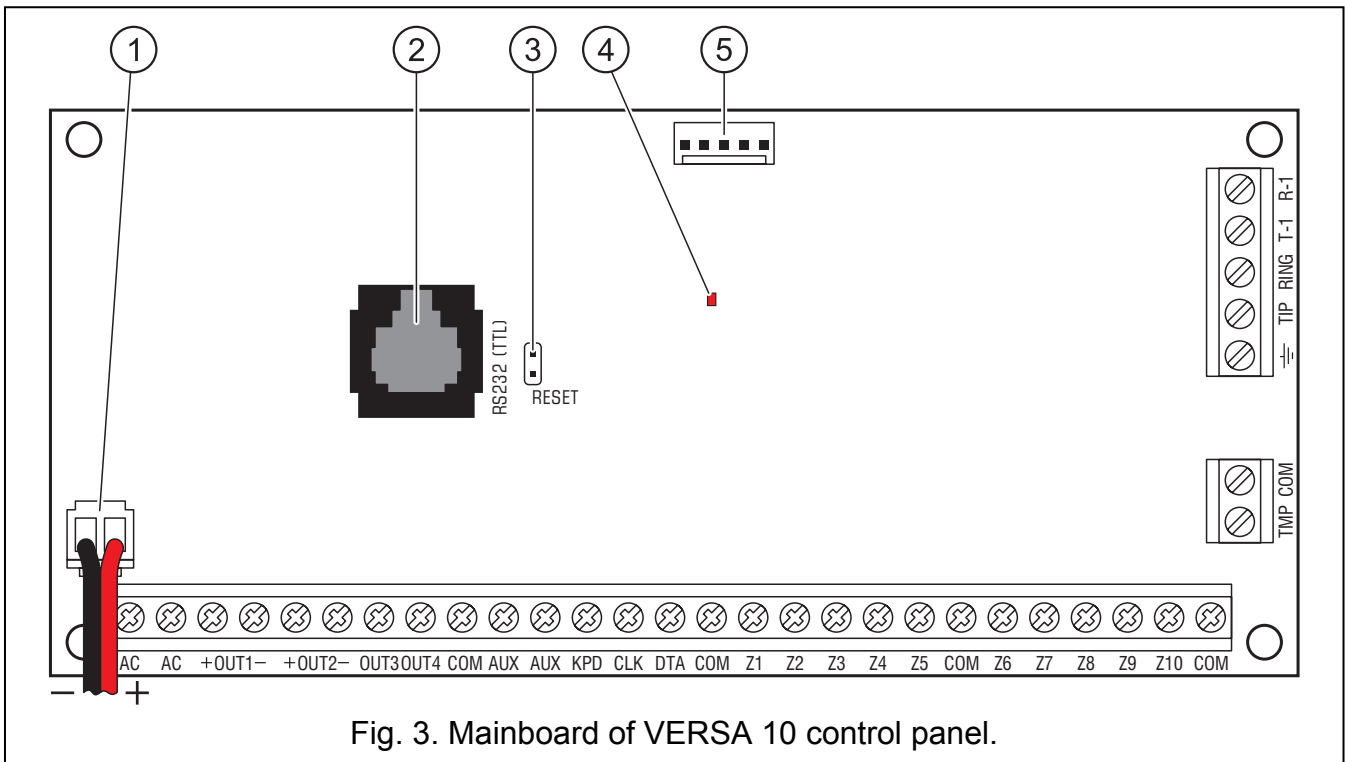 1 2 3 4 5
R-1
T-1
RING
TIP
RS232 (TTL)
RESET
COM
TMP
AC AC +OUT1− +OUT2− OUT3 OUT4 COM AUX AUX KPD CLK DTA COM Z1 Z2 Z3 Z4 Z5 COM Z6 Z7 Z8 Z9 Z10 COM
− +
Fig. 3. Mainboard of VERSA 10 control panel.